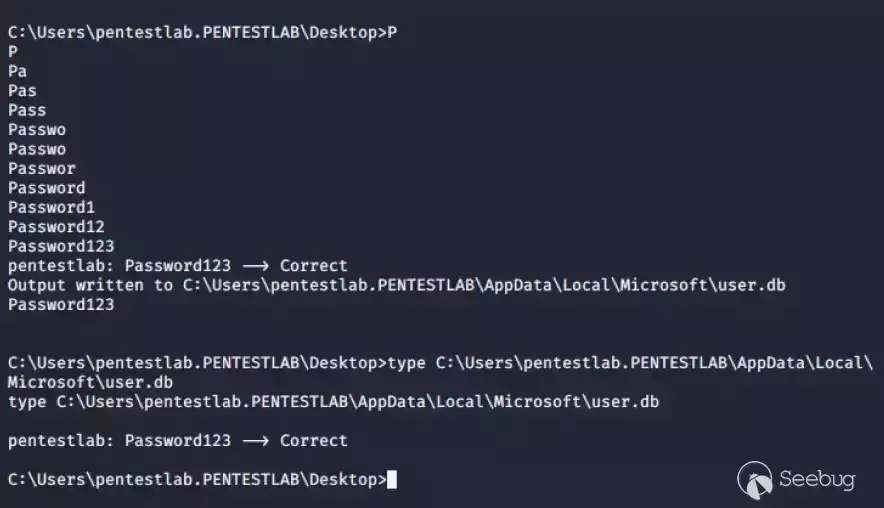 C:\Users\pentestlab.PENTESTLAB\Desktop>P
P
Pa
Pas
Pass
Passwo
Passwo
Passwor
Password
Password1
Password12
Password123
pentestlab: Password123 —> Correct
Output written to C:\Users\pentestlab.PENTESTLAB\AppData\Local\Microsoft\user.db
Password123
C:\Users\pentestlab.PENTESTLAB\Desktop>type C:\Users\pentestlab.PENTESTLAB\AppData\Local\
Microsoft\user.db
type C:\Users\pentestlab.PENTESTLAB\AppData\Local\Microsoft\user.db
pentestlab: Password123 —> Correct
C:\Users\pentestlab.PENTESTLAB\Desktop>
Seebug